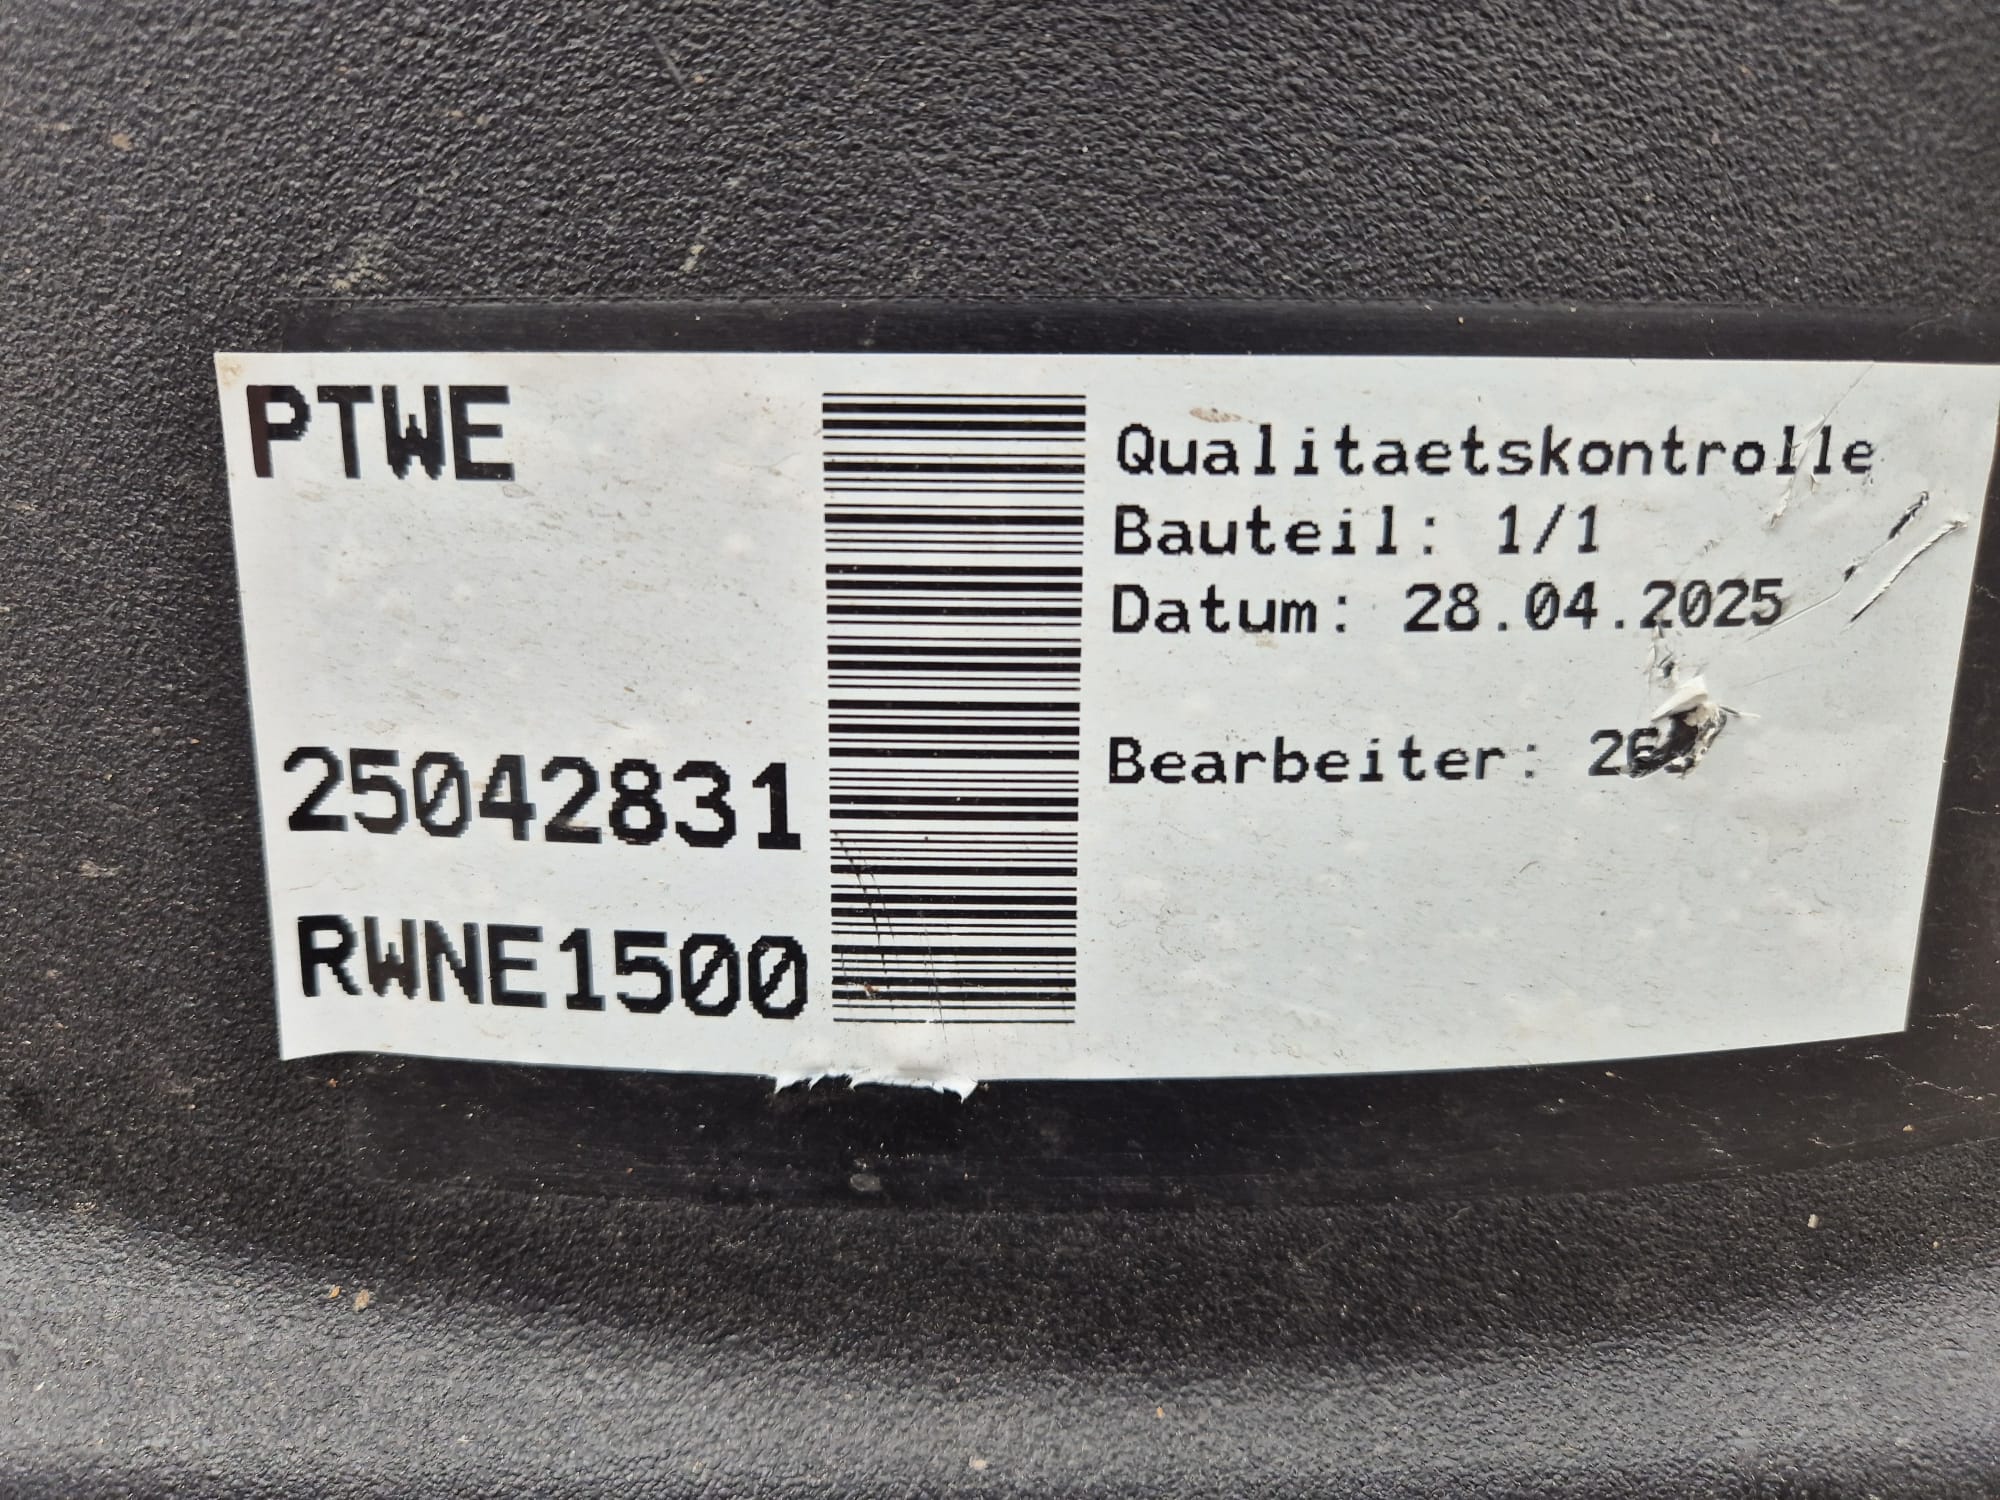 PTWE
25042831
RWNE1500
Qualitaetskontrolle
Bauteil: 1/1
Datum: 28.04.2025
Bearbeiter: